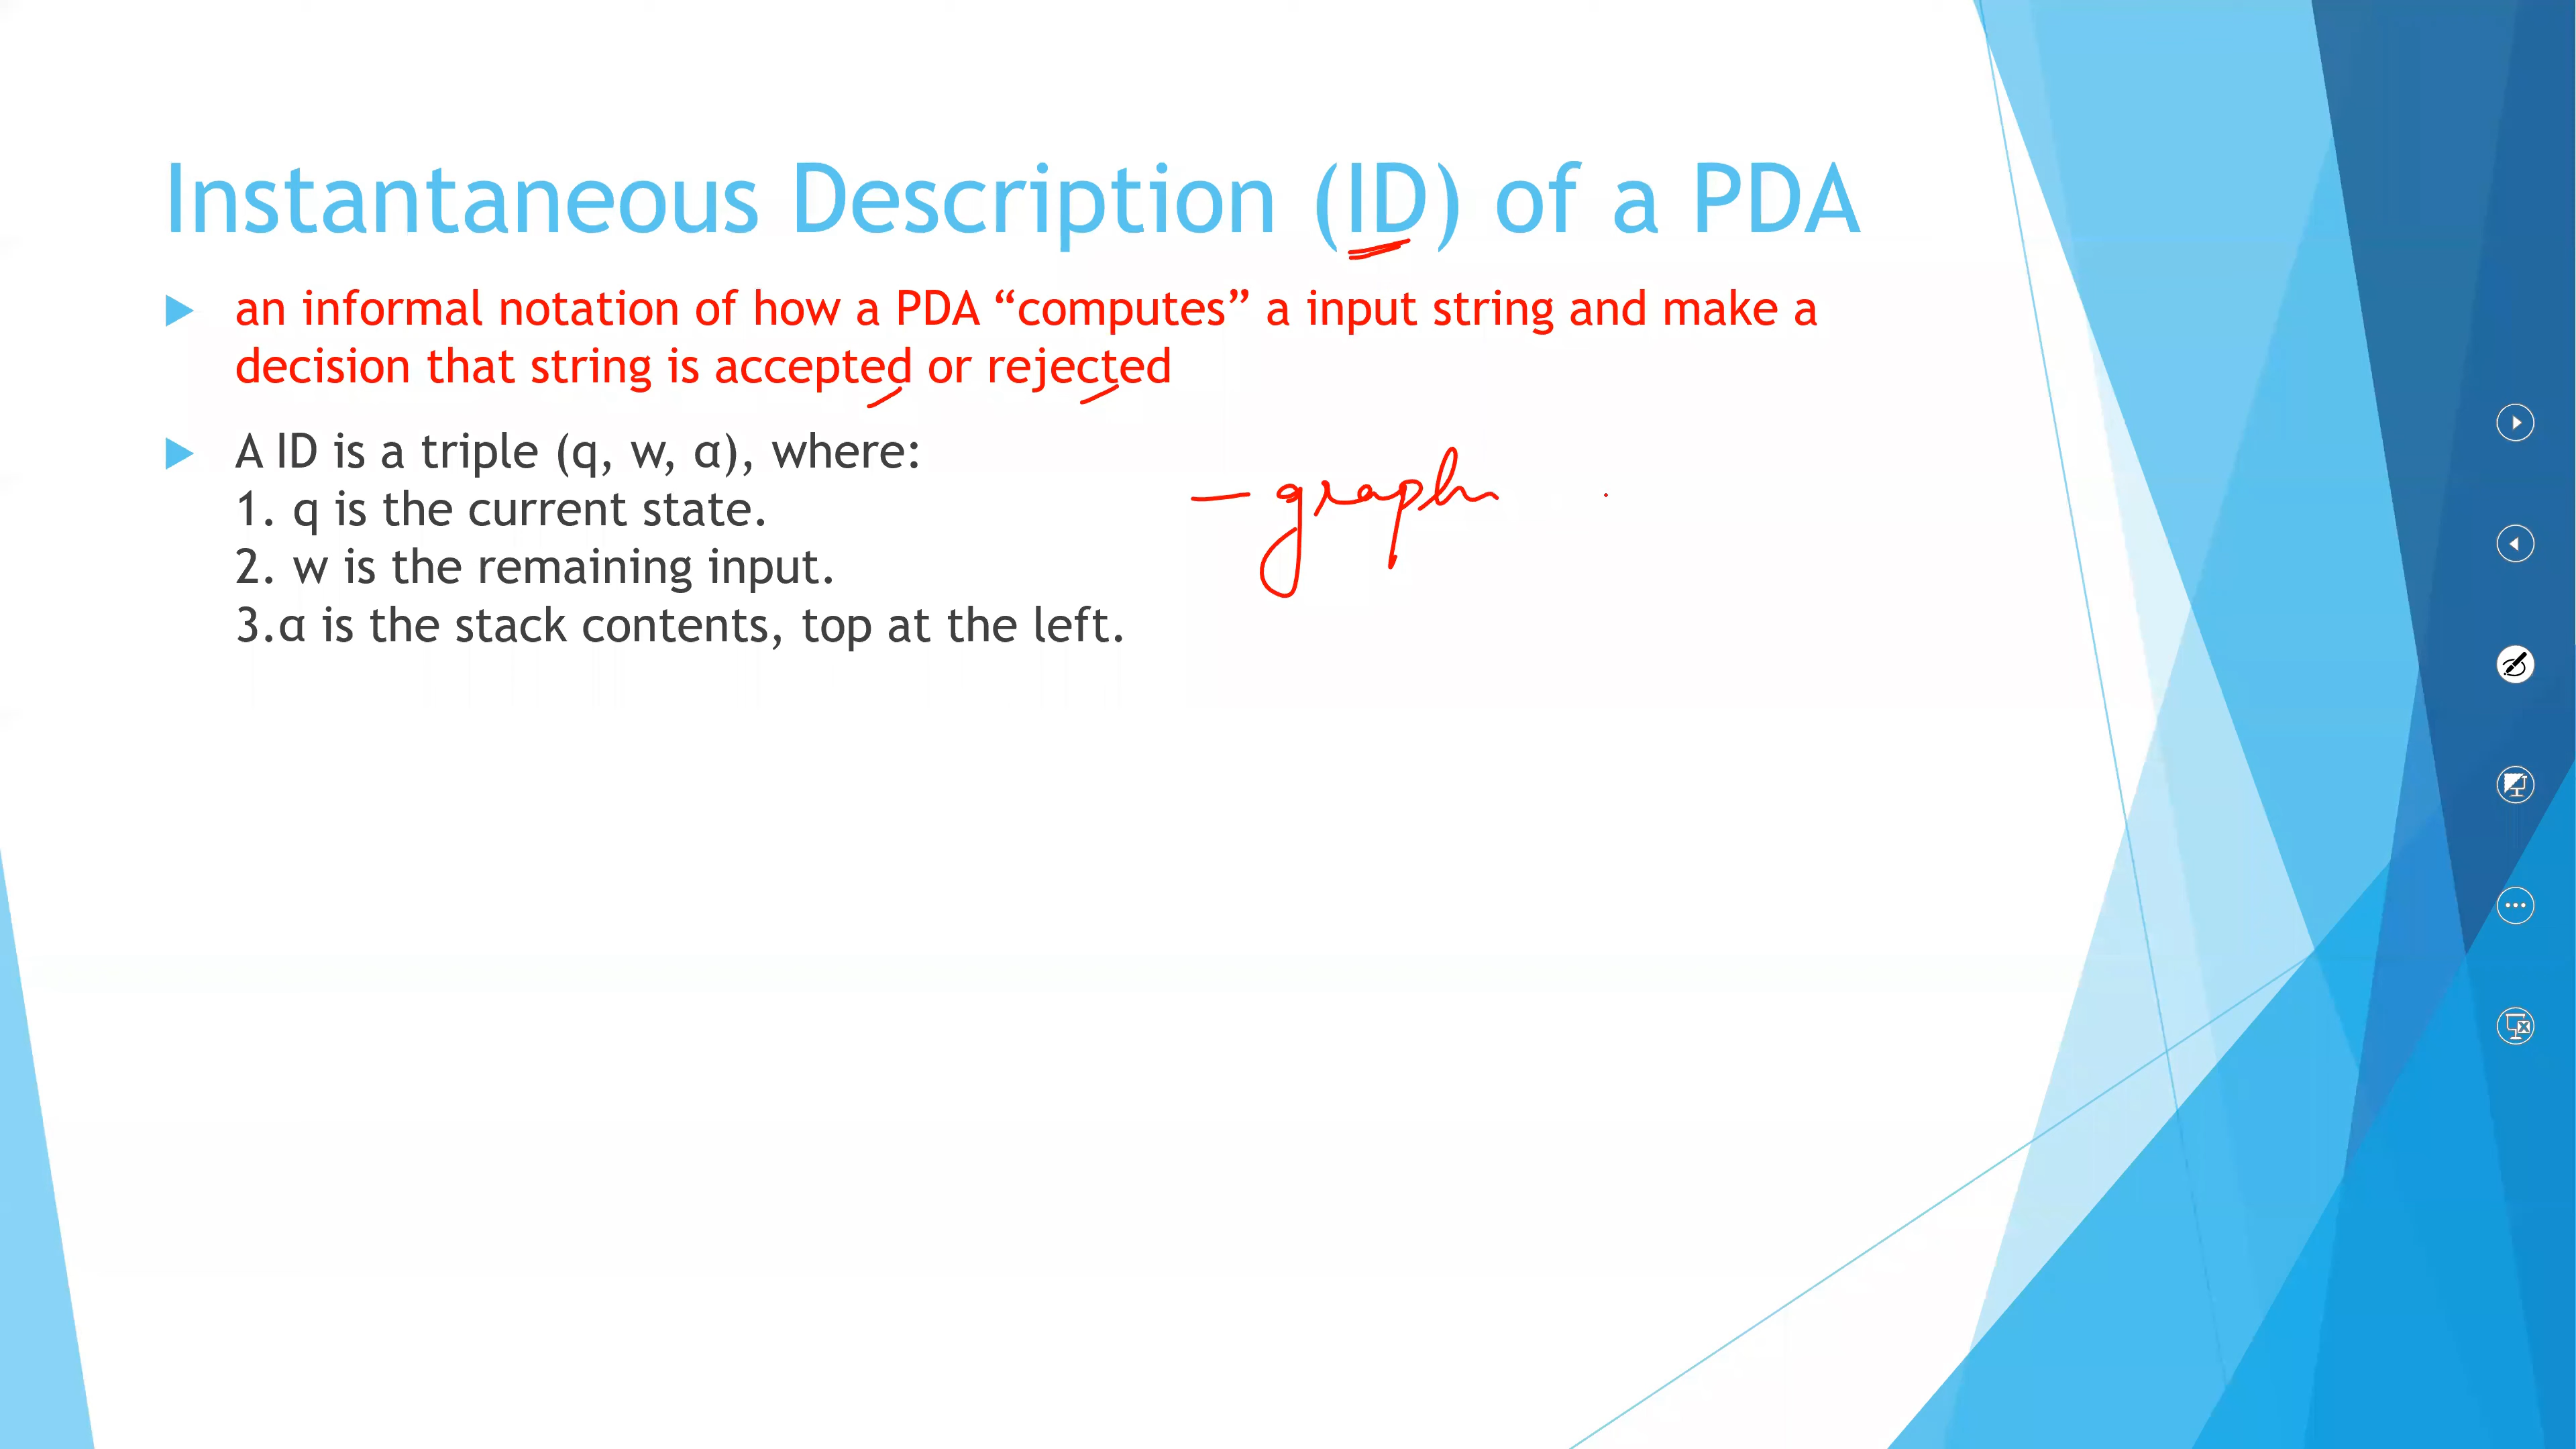 Instantaneous Description (ID) of a PDA
an informal notation of how a PDA “computes” a input string and make a
decision that string is accepted or rejected
A ID is a triple (q, w, α), where:
1. q is the current state.
2. w is the remaining input.
3.α is the stack contents, top at the left.
– graph